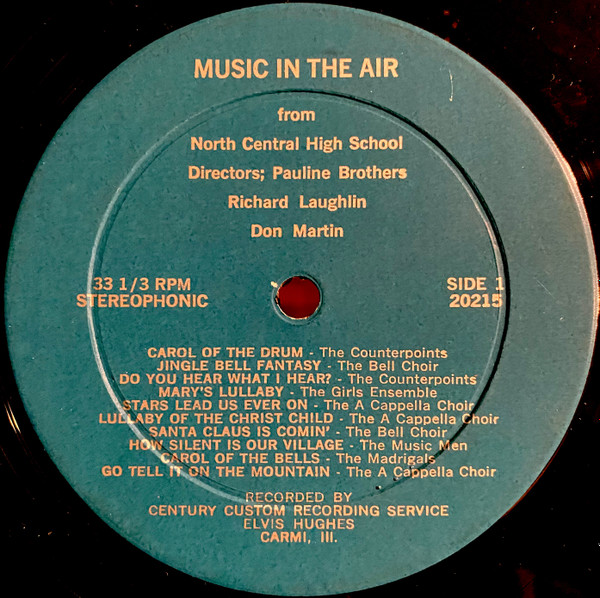 MUSIC IN THE AIR
from
North Central High School
Directors; Pauline Brothers
Richard Laughlin
Don Martin
33 1/3 RPM
STEREOPHONIC
SIDE 1
20215
CAROL OF THE DRUM - The Counterpoints
JINGLE BELL FANTASY - The Bell Choir
DO YOU HEAR WHAT I HEAR? - The Counterpoints
MARY'S LULLABY - The Girls Ensemble
STARS LEAD US EVER ON - The A Cappella Choir
LULLABY OF THE CHRIST CHILD - The A Cappella Choir
SANTA CLAUS IS COMIN' - The Bell Choir
HOW SILENT IS OUR VILLAGE - The Music Men
CAROL OF THE BELLS - The Madrigals
GO TELL IT ON THE MOUNTAIN - The A Cappella Choir
RECORDED BY
CENTURY CUSTOM RECORDING SERVICE
ELVIS HUGHES
CARMI, Ill.